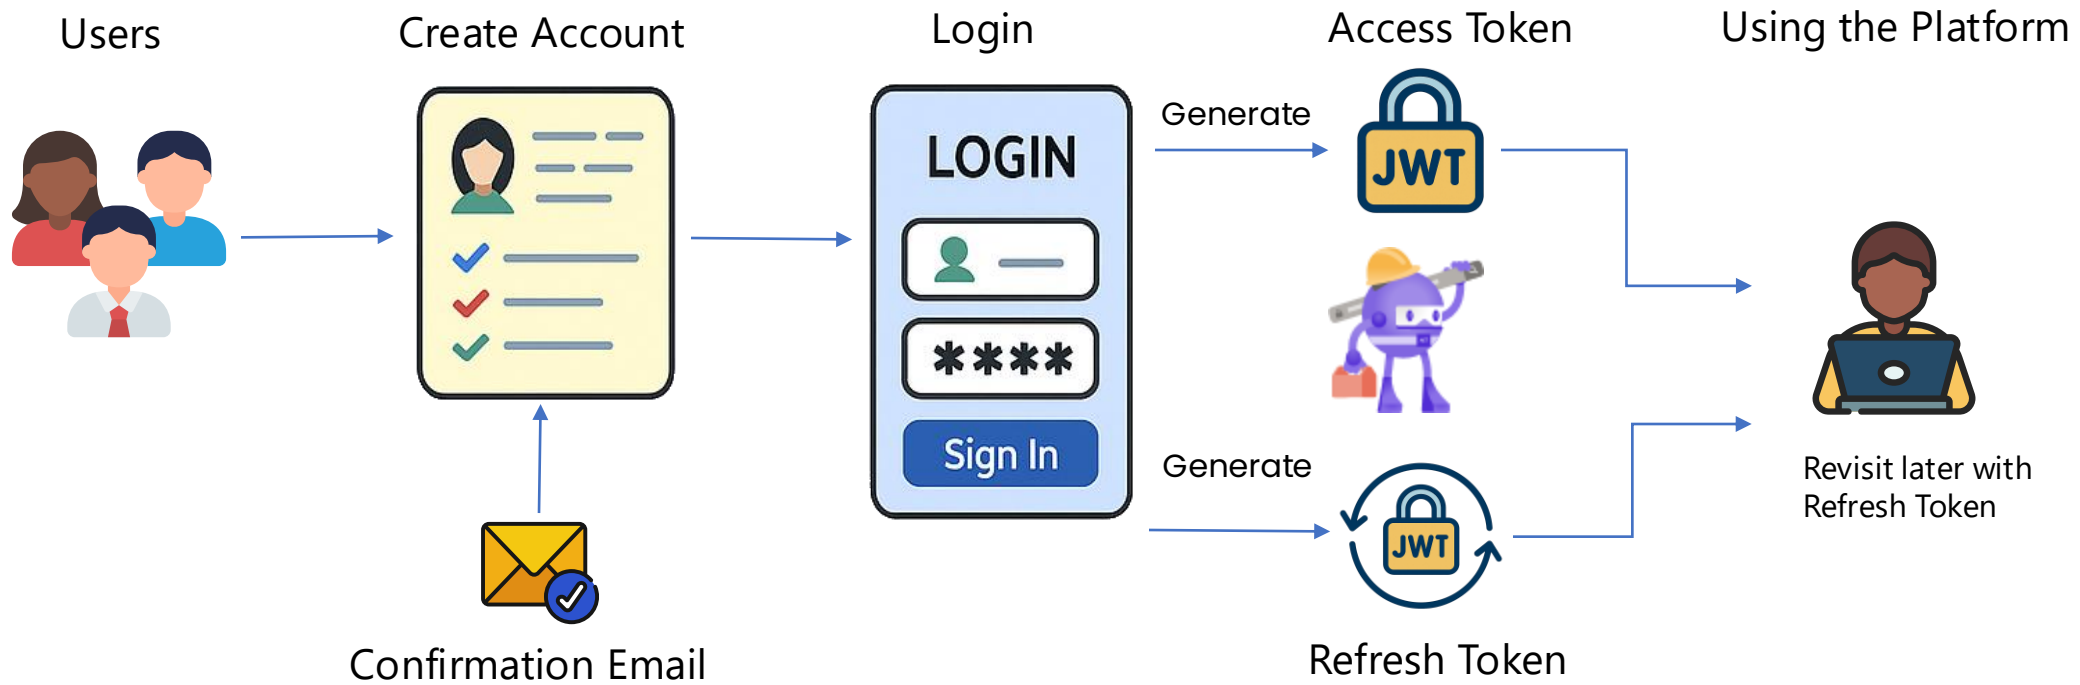 Users
Create Account
Login
Access Token
Using the Platform
Generate
LOGIN
JWT
****
Sign In
Generate
JWT
Revisit later with
Refresh Token
Confirmation Email
Refresh Token